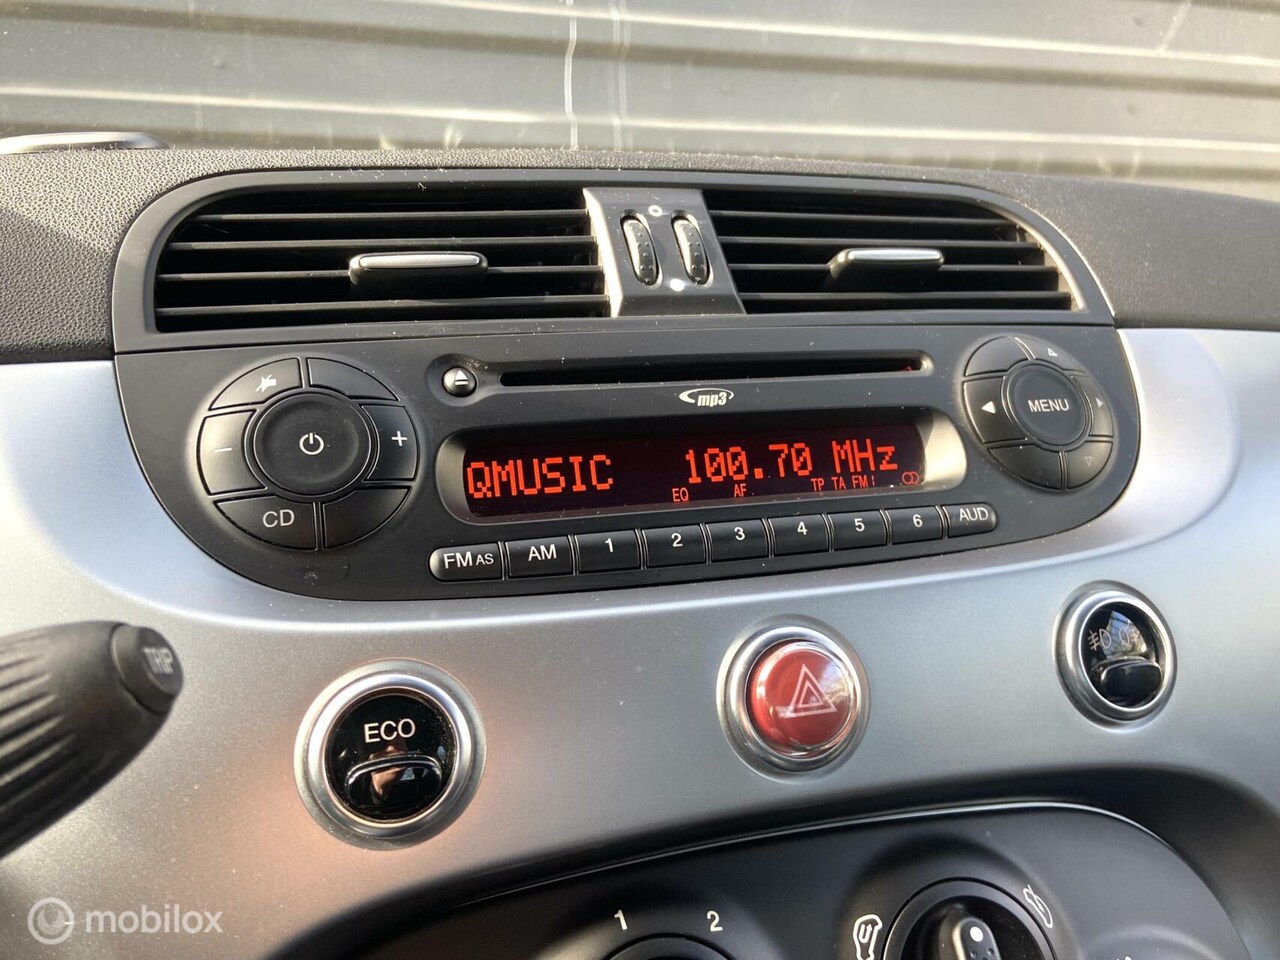 mp3
MENU
QMUSIC 100.70 MHz
EQ AF TP TA FM1
CD
FM AS AM 1 2 3 4 5 6 AUD
TRIP
ECO
1 2
mobilox